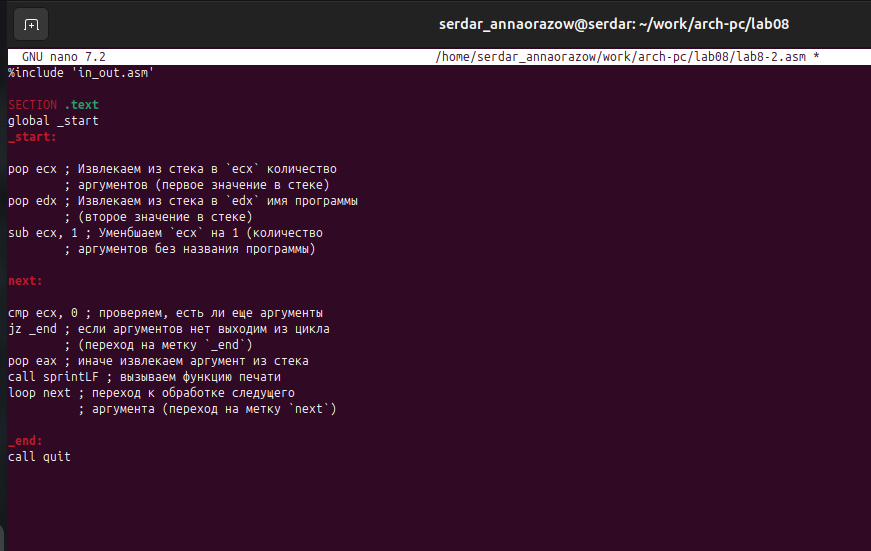 serdar_annaorazow@serdar: ~/work/arch-pc/lab08
GNU nano 7.2 /home/serdar_annaorazow/work/arch-pc/lab08/lab8-2.asm *
%include 'in_out.asm'
SECTION .text
global _start
_start:
pop ecx ; Извлекаем из стека в `ecx` количество
; аргументов (первое значение в стеке)
pop edx ; Извлекаем из стека в `edx` имя программы
; (второе значение в стеке)
sub ecx, 1 ; Уменбшаем `ecx` на 1 (количество
; аргументов без названия программы)
next:
cmp ecx, 0 ; проверяем, есть ли еще аргументы
jz _end ; если аргументов нет выходим из цикла
; (переход на метку `_end`)
pop eax ; иначе извлекаем аргумент из стека
call sprintLF ; вызываем функцию печати
loop next ; переход к обработке следущего
; аргумента (переход на метку `next`)
_end:
call quit